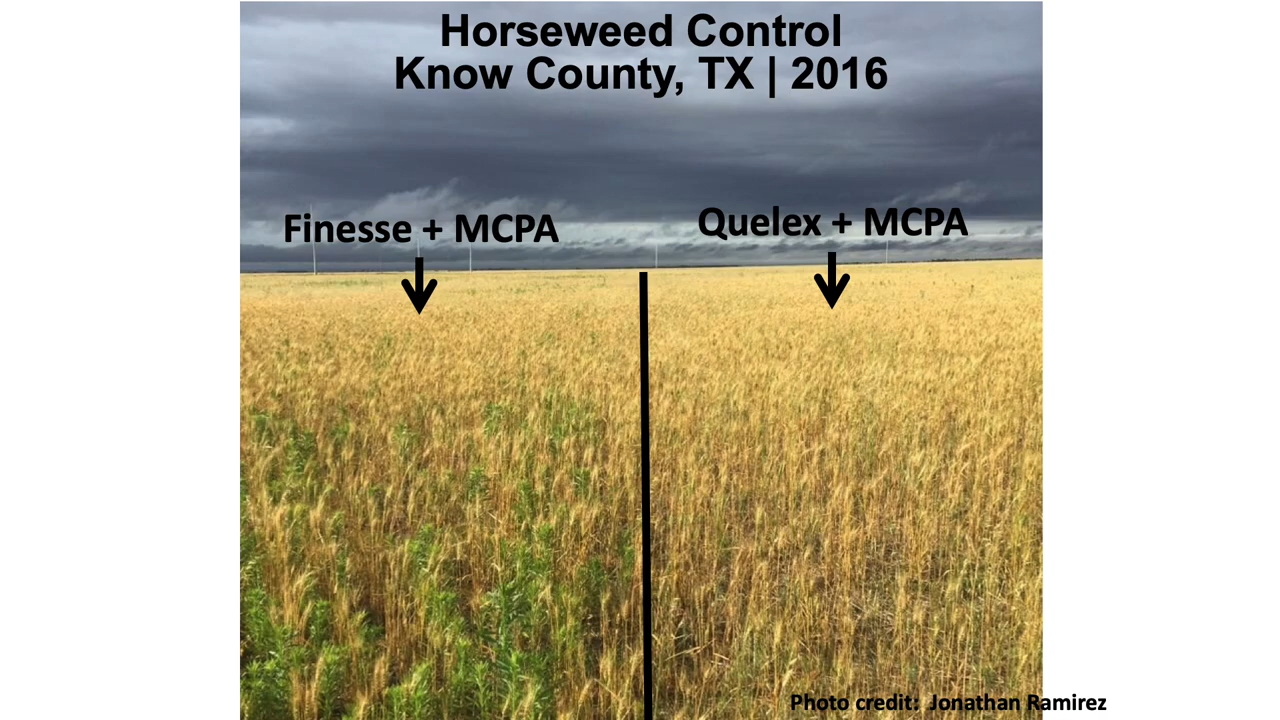 Horseweed Control
Know County, TX | 2016
Finesse + MCPA
Quelex + MCPA
Photo credit: Jonathan Ramirez